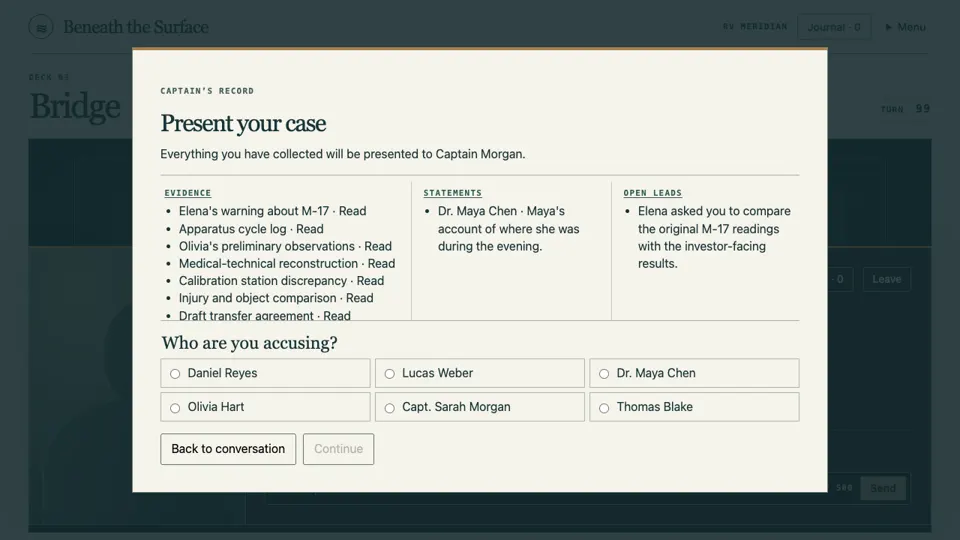 Beneath the Surface
RV MERIDIAN
Journal · 0
Menu
DECK 05
Bridge
TURN 99
CAPTAIN'S RECORD
Present your case
Everything you have collected will be presented to Captain Morgan.
EVIDENCE
Elena's warning about M-17 · Read
Apparatus cycle log · Read
Olivia's preliminary observations · Read
Medical-technical reconstruction · Read
Calibration station discrepancy · Read
Injury and object comparison · Read
Draft transfer agreement · Read
STATEMENTS
Dr. Maya Chen · Maya's
account of where she was
during the evening.
OPEN LEADS
Elena asked you to compare
the original M-17 readings
with the investor-facing
results.
· 0
Leave
Who are you accusing?
Daniel Reyes
Lucas Weber
Dr. Maya Chen
Olivia Hart
Capt. Sarah Morgan
Thomas Blake
Back to conversation
Continue
500
Send